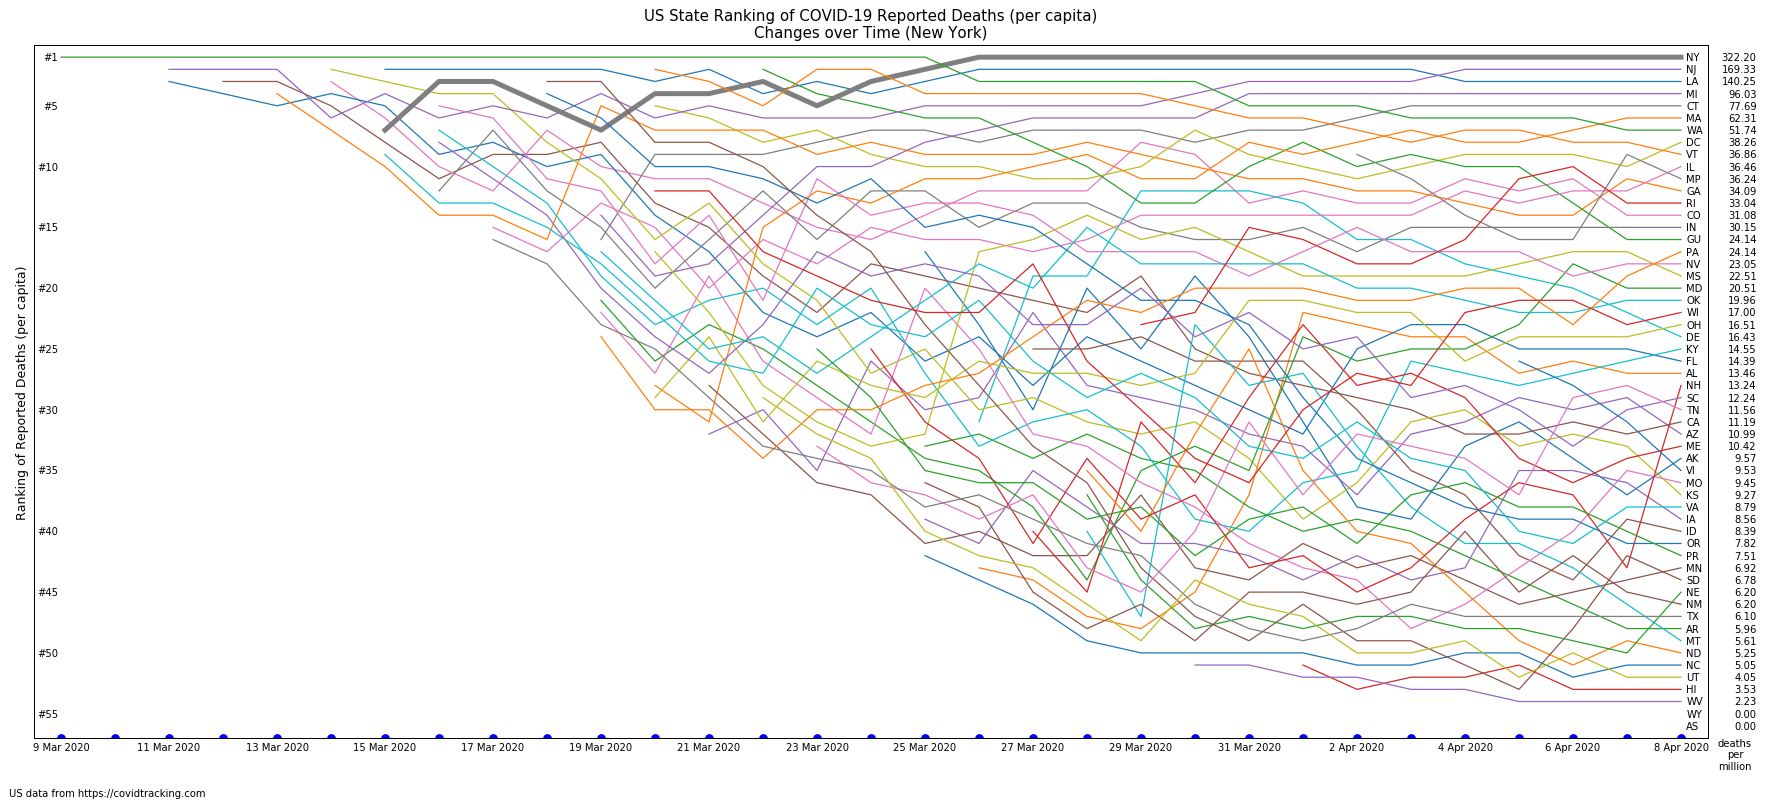 US State Ranking of COVID-19 Reported Deaths (per capita)
Changes over Time (New York)
Ranking of Reported Deaths (per capita)
#1
#5
#10
#15
#20
#25
#30
#35
#40
#45
#50
#55
NY 322.20
NJ 169.33
LA 140.25
MI 96.03
CT 77.69
MA 62.31
WA 51.74
DC 38.26
VT 36.86
IL 36.46
MP 36.24
GA 34.09
RI 33.04
CO 31.08
IN 30.15
GU 24.14
PA 24.14
NV 23.05
MS 22.51
MD 20.51
OK 19.96
WI 17.00
OH 16.51
DE 16.43
KY 14.55
FL 14.39
AL 13.46
NH 13.24
SC 12.24
TN 11.56
CA 11.19
AZ 10.99
ME 10.42
AK 9.57
VI 9.53
MO 9.45
KS 9.27
VA 8.79
IA 8.56
ID 8.39
OR 7.82
PR 7.51
MN 6.92
SD 6.78
NE 6.20
NM 6.20
TX 6.10
AR 5.96
MT 5.61
ND 5.25
NC 5.05
UT 4.05
HI 3.53
WV 2.23
WY 0.00
AS 0.00
9 Mar 2020 11 Mar 2020 13 Mar 2020 15 Mar 2020 17 Mar 2020 19 Mar 2020 21 Mar 2020 23 Mar 2020 25 Mar 2020 27 Mar 2020 29 Mar 2020 31 Mar 2020 2 Apr 2020 4 Apr 2020 6 Apr 2020 8 Apr 2020
deaths
per
million
US data from https://covidtracking.com